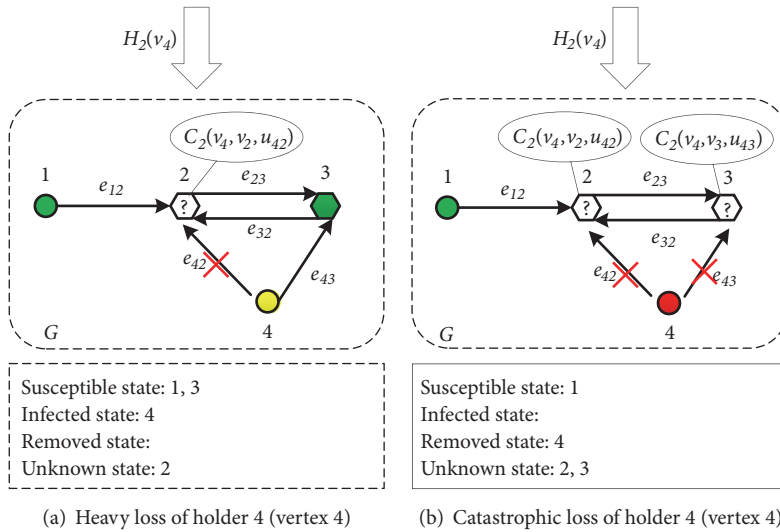 H₂(v₄)
C₂(v₄, v₂, u₄₂)
1
2
3
e₁₂
e₂₃
?
e₃₂
e₄₂
e₄₃
G
4
Susceptible state: 1, 3
Infected state: 4
Removed state:
Unknown state: 2
(a) Heavy loss of holder 4 (vertex 4)
H₂(v₄)
C₂(v₄, v₂, u₄₂)
C₂(v₄, v₃, u₄₃)
1
2
3
e₁₂
e₂₃
?
?
e₃₂
e₄₂
e₄₃
G
4
Susceptible state: 1
Infected state:
Removed state: 4
Unknown state: 2, 3
(b) Catastrophic loss of holder 4 (vertex 4)